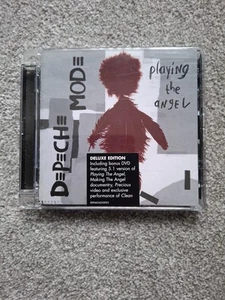 DEPECHE MODE
playing
the
angel
DELUXE EDITION
Including bonus DVD
featuring 5.1 version of
Playing The Angel,
Making The Angel
documentry, Precious
video and exclusive
performance of Clean